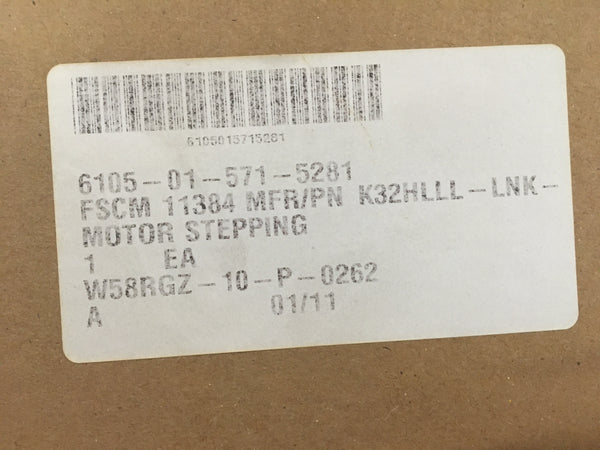 6105015715281
6105-01-571-5281
FSCM 11384 MFR/PN K32HLLL-LNK-
MOTOR STEPPING
1 EA
W58RGZ-10-P-0262
A 01/11